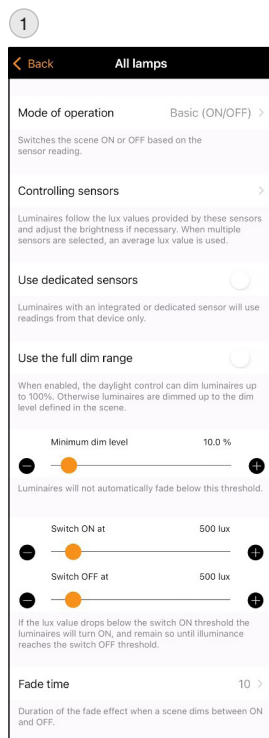 1
Back
All lamps
Mode of operation
Basic (ON/OFF)
Switches the scene ON or OFF based on the
sensor reading.
Controlling sensors
Luminaires follow the lux values provided by these sensors
and adjust the brightness if necessary. When multiple
sensors are selected, an average lux value is used.
Use dedicated sensors
Luminaires with an integrated or dedicated sensor will use
readings from that device only.
Use the full dim range
When enabled, the daylight control can dim luminaires up
to 100%. Otherwise luminaires are dimmed up to the dim
level defined in the scene.
Minimum dim level
10.0 %
Luminaires will not automatically fade below this threshold.
Switch ON at
500 lux
Switch OFF at
500 lux
If the lux value drops below the switch ON threshold the
luminaires will turn ON, and remain so until illuminance
reaches the switch OFF threshold.
Fade time
10
Duration of the fade effect when a scene dims between ON
and OFF.